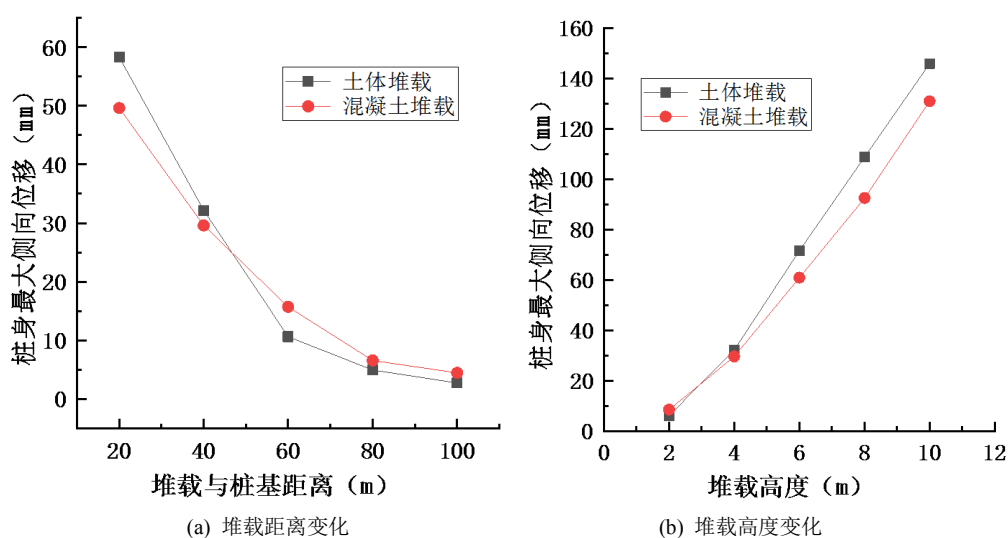 桩身最大侧向位移（mm）
60
50
40
30
20
10
0
土体堆载
混凝土堆载
20 40 60 80 100
堆载与桩基距离（m）
(a) 堆载距离变化
桩身最大侧向位移（mm）
160
140
120
100
80
60
40
20
0
土体堆载
混凝土堆载
0 2 4 6 8 10 12
堆载高度（m）
(b) 堆载高度变化